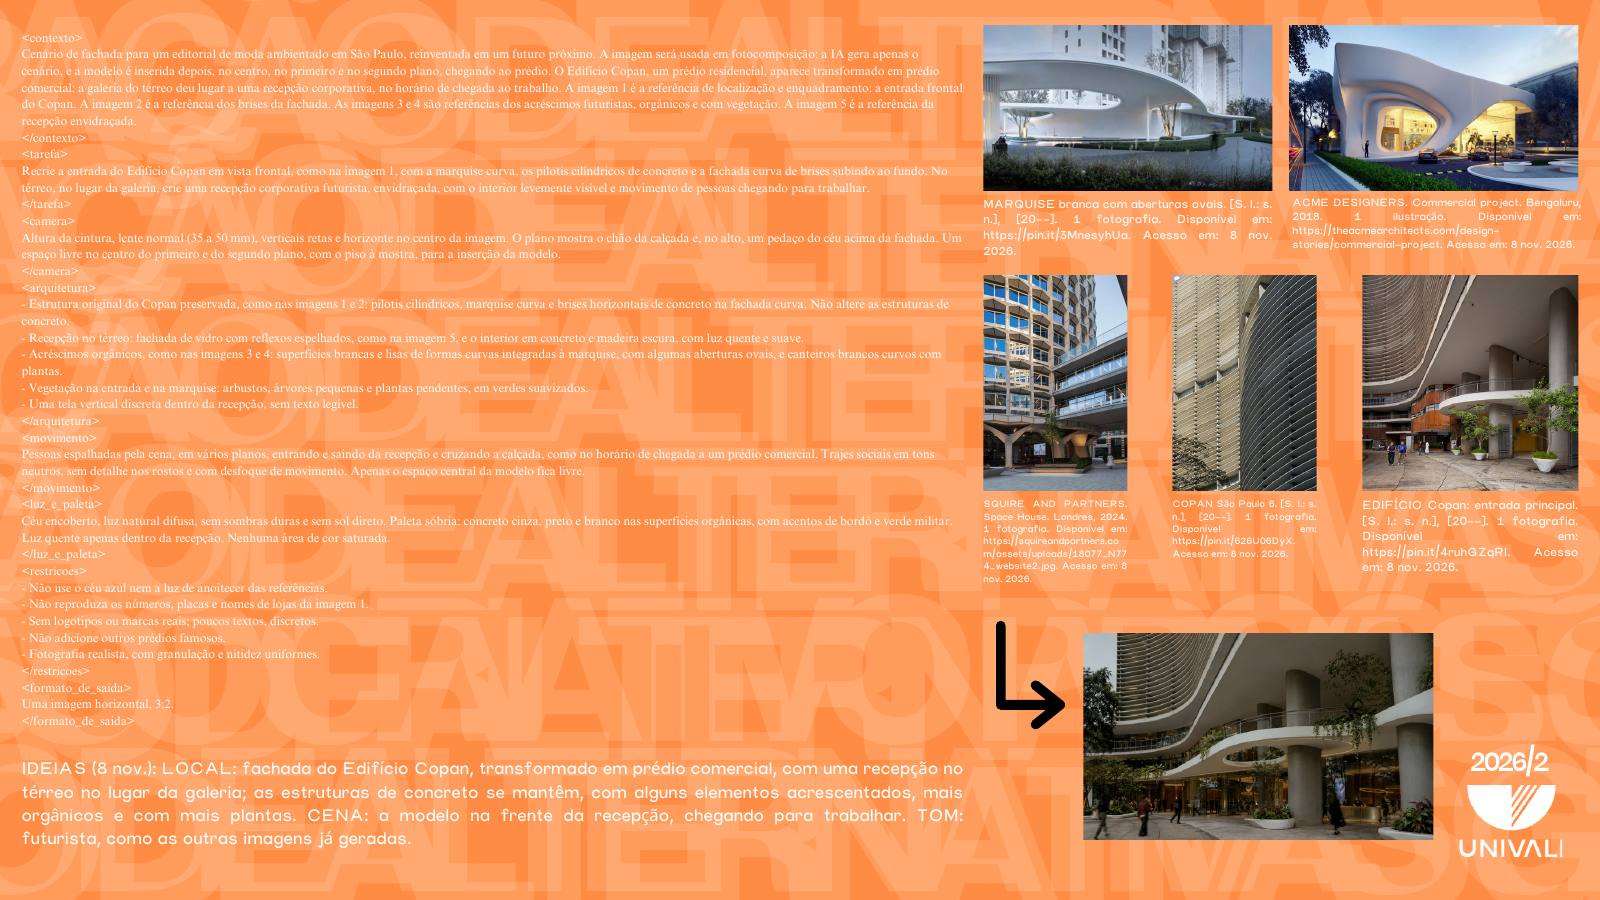 <contexto>
Cenário de fachada para um editorial de moda ambientado em São Paulo, reinventada em um futuro próximo. A imagem será usada em fotocomposição: a IA gera apenas o
cenário, e a modelo é inserida depois, no centro, no primeiro e no segundo plano, chegando ao prédio. O Edifício Copan, um prédio residencial, aparece transformado em prédio
comercial: a galeria do térreo deu lugar a uma recepção corporativa, no horário de chegada ao trabalho. A imagem 1 é a referência de localização e enquadramento: a entrada frontal
do Copan. A imagem 2 é a referência dos brises da fachada. As imagens 3 e 4 são referências dos acréscimos futuristas, orgânicos e com vegetação. A imagem 5 é a referência da
recepção envidraçada.
</contexto>
<tarefa>
Recrie a entrada do Edifício Copan em vista frontal, como na imagem 1, com a marquise curva, os pilotis cilíndricos de concreto e a fachada curva de brises subindo ao fundo. No
térreo, no lugar da galeria, crie uma recepção corporativa futurista, envidraçada, com o interior levemente visível e movimento de pessoas chegando para trabalhar.
</tarefa>
<camera>
Altura da cintura, lente normal (35 a 50 mm), verticais retas e horizonte no centro da imagem. O plano mostra o chão da calçada e, no alto, um pedaço do céu acima da fachada. Um
espaço livre no centro do primeiro e do segundo plano, com o piso à mostra, para a inserção da modelo.
</camera>
<arquitetura>
- Estrutura original do Copan preservada, como nas imagens 1 e 2: pilotis cilíndricos, marquise curva e brises horizontais de concreto na fachada curva. Não altere as estruturas de
concreto.
- Recepção no térreo: fachada de vidro com reflexos espelhados, como na imagem 5, e o interior em concreto e madeira escura, com luz quente e suave.
- Acréscimos orgânicos, como nas imagens 3 e 4: superfícies brancas e lisas de formas curvas integradas à marquise, com algumas aberturas ovais, e canteiros brancos curvos com
plantas.
- Vegetação na entrada e na marquise: arbustos, árvores pequenas e plantas pendentes, em verdes suavizados.
- Uma tela vertical discreta dentro da recepção, sem texto legível.
</arquitetura>
<movimento>
Pessoas espalhadas pela cena, em vários planos, entrando e saindo da recepção e cruzando a calçada, como no horário de chegada a um prédio comercial. Trajes sociais em tons
neutros, sem detalhe nos rostos e com desfoque de movimento. Apenas o espaço central da modelo fica livre.
</movimento>
<luz_e_paleta>
Céu encoberto, luz natural difusa, sem sombras duras e sem sol direto. Paleta sóbria: concreto cinza, preto e branco nas superfícies orgânicas, com acentos de bordô e verde militar.
Luz quente apenas dentro da recepção. Nenhuma área de cor saturada.
</luz_e_paleta>
<restricoes>
- Não use o céu azul nem a luz de anoitecer das referências.
- Não reproduza os números, placas e nomes de lojas da imagem 1.
- Sem logotipos ou marcas reais; poucos textos, discretos.
- Não adicione outros prédios famosos.
- Fotografia realista, com granulação e nitidez uniformes.
</restricoes>
<formato_de_saida>
Uma imagem horizontal, 3:2.
</formato_de_saida>
IDEIAS (8 nov.): LOCAL: fachada do Edifício Copan, transformado em prédio comercial, com uma recepção no
térreo no lugar da galeria; as estruturas de concreto se mantêm, com alguns elementos acrescentados, mais
orgânicos e com mais plantas. CENA: a modelo na frente da recepção, chegando para trabalhar. TOM:
futurista, como as outras imagens já geradas.
MARQUISE branca com aberturas ovais. [S. l.: s.
n.], [20--]. 1 fotografia. Disponível em:
https://pin.it/3MnesyhUa. Acesso em: 8 nov.
2026.
ACME DESIGNERS. Commercial project. Bengaluru,
2018. 1 ilustração. Disponível em:
https://theacmearchitects.com/design-
stories/commercial-project. Acesso em: 8 nov. 2026.
SQUIRE AND PARTNERS.
Space House. Londres, 2024.
1 fotografia. Disponível em:
https://squireandpartners.co
m/assets/uploads/18077_N77
4_website2.jpg. Acesso em: 8
nov. 2026.
COPAN São Paulo 6. [S. l.: s.
n.], [20--]. 1 fotografia.
Disponível em:
https://pin.it/626U06DyX.
Acesso em: 8 nov. 2026.
EDIFÍCIO Copan: entrada principal.
[S. l.: s. n.], [20--]. 1 fotografia.
Disponível em:
https://pin.it/4ruhGZqRI. Acesso
em: 8 nov. 2026.
2026/2
UNIVALI